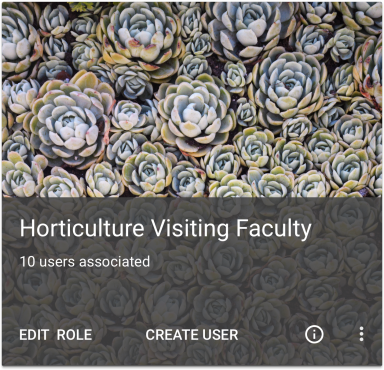 Horticulture Visiting Faculty
10 users associated
EDIT ROLE CREATE USER